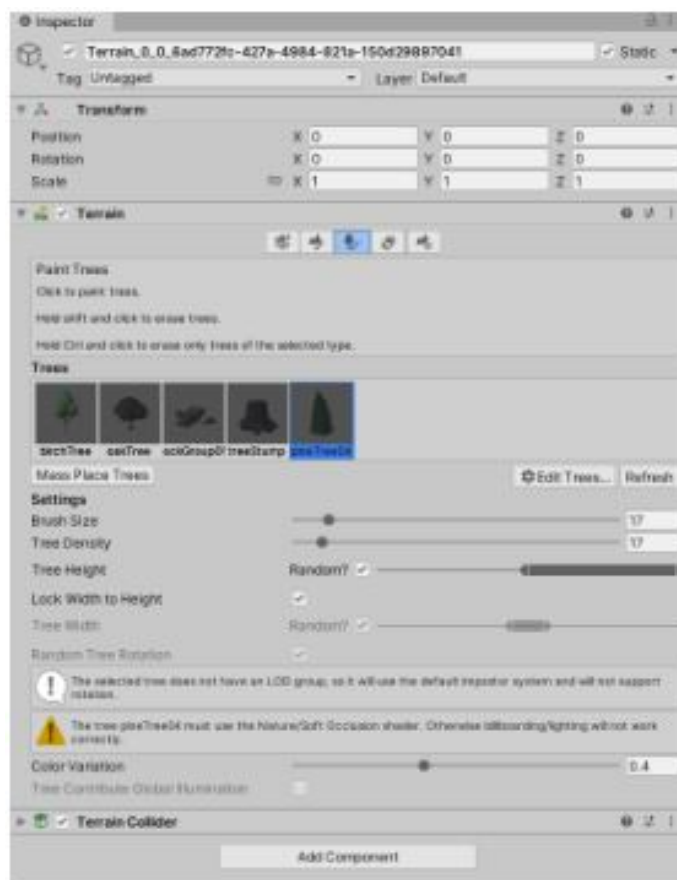 Inspector
Terrain_0_0_6ad772fc-427a-4984-821a-150d29897041 Static
Tag Untagged Layer Default
Transform
Position X 0 Y 0 Z 0
Rotation X 0 Y 0 Z 0
Scale X 1 Y 1 Z 1
Terrain
Paint Trees
Click to paint trees.
Hold shift and click to erase trees.
Hold Ctrl and click to erase only trees of the selected type.
Trees
birchTree oakTree ockGroup0 treeStump pineTree04
Mass Place Trees Edit Trees... Refresh
Settings
Brush Size 17
Tree Density 17
Tree Height Random?
Lock Width to Height
Tree Width Random?
Random Tree Rotation
The selected tree does not have an LOD group, so it will use the default impostor system and will not support
rotation.
The tree pineTree04 must use the Nature/Soft Occlusion shader. Otherwise billboarding/lighting will not work
correctly.
Color Variation 0.4
Tree Contribute Global Illumination
Terrain Collider
Add Component